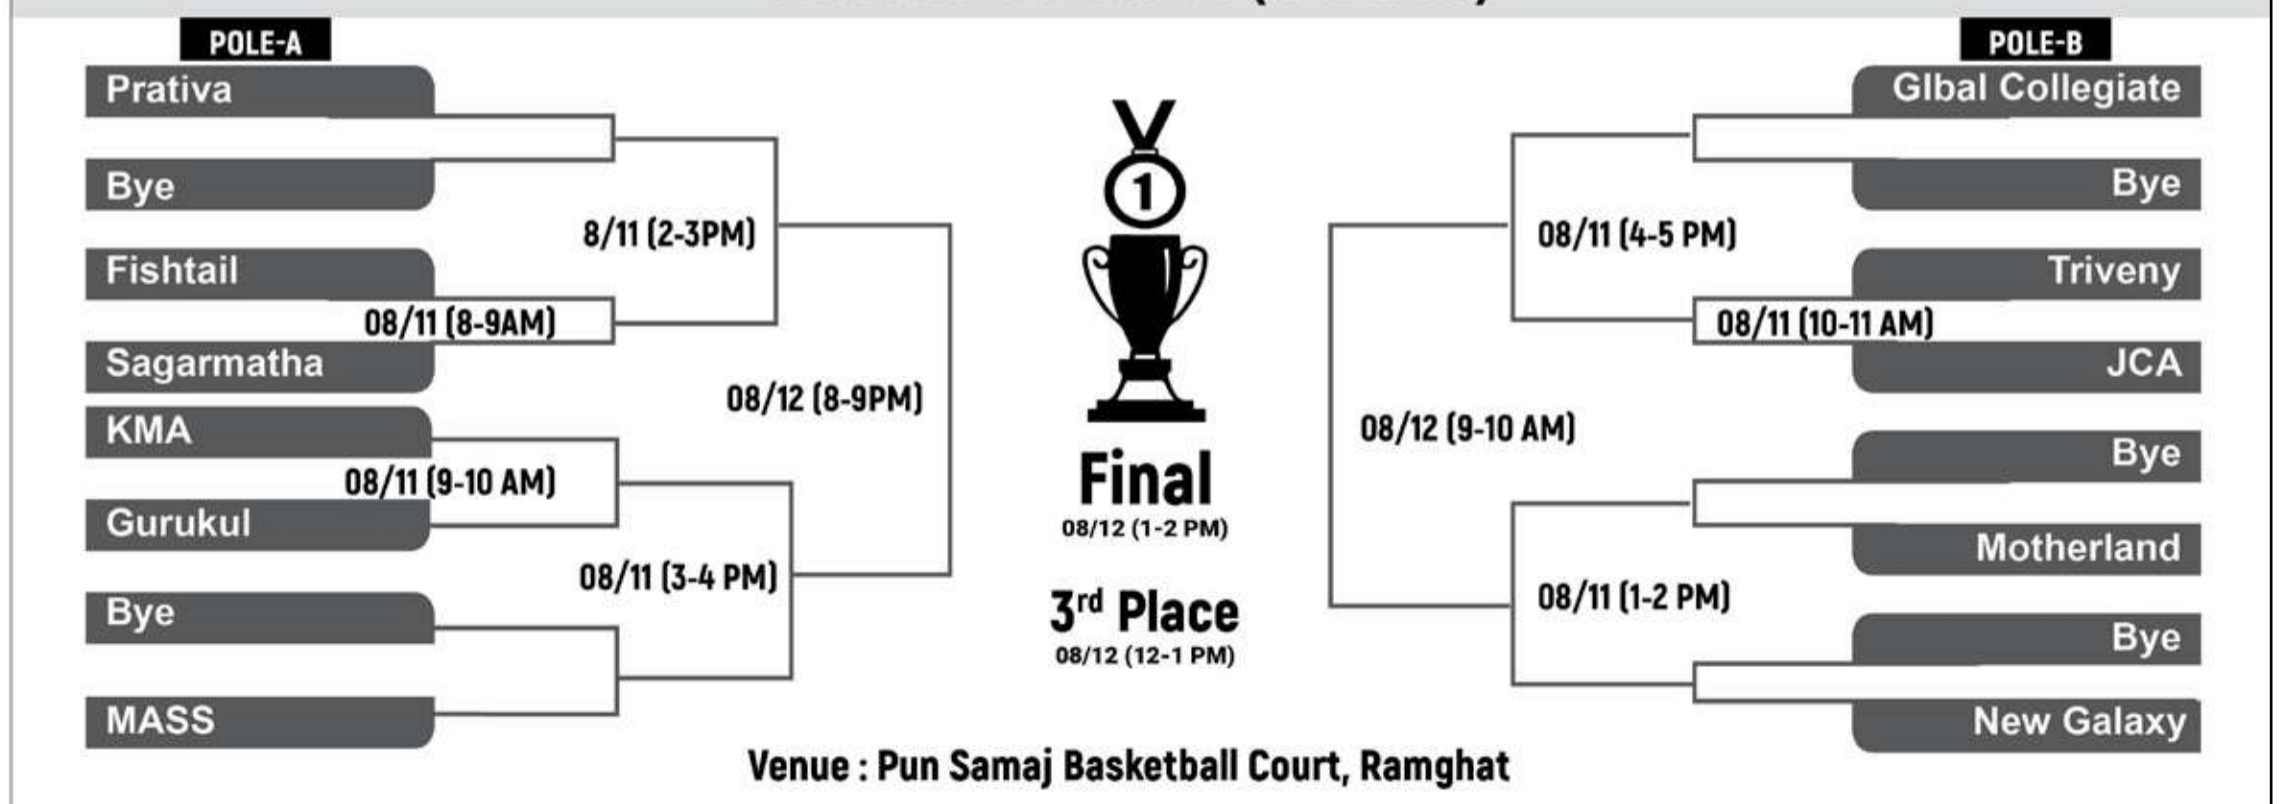 POLE-A
Prativa
Bye
8/11 (2-3PM)
Fishtail
08/11 (8-9AM)
Sagarmatha
08/12 (8-9PM)
KMA
08/11 (9-10 AM)
Gurukul
08/11 (3-4 PM)
Bye
MASS
1
Final
08/12 (1-2 PM)
3rd Place
08/12 (12-1 PM)
POLE-B
Glbal Collegiate
Bye
08/11 (4-5 PM)
Triveny
08/11 (10-11 AM)
JCA
08/12 (9-10 AM)
Bye
Motherland
08/11 (1-2 PM)
Bye
New Galaxy
Venue : Pun Samaj Basketball Court, Ramghat